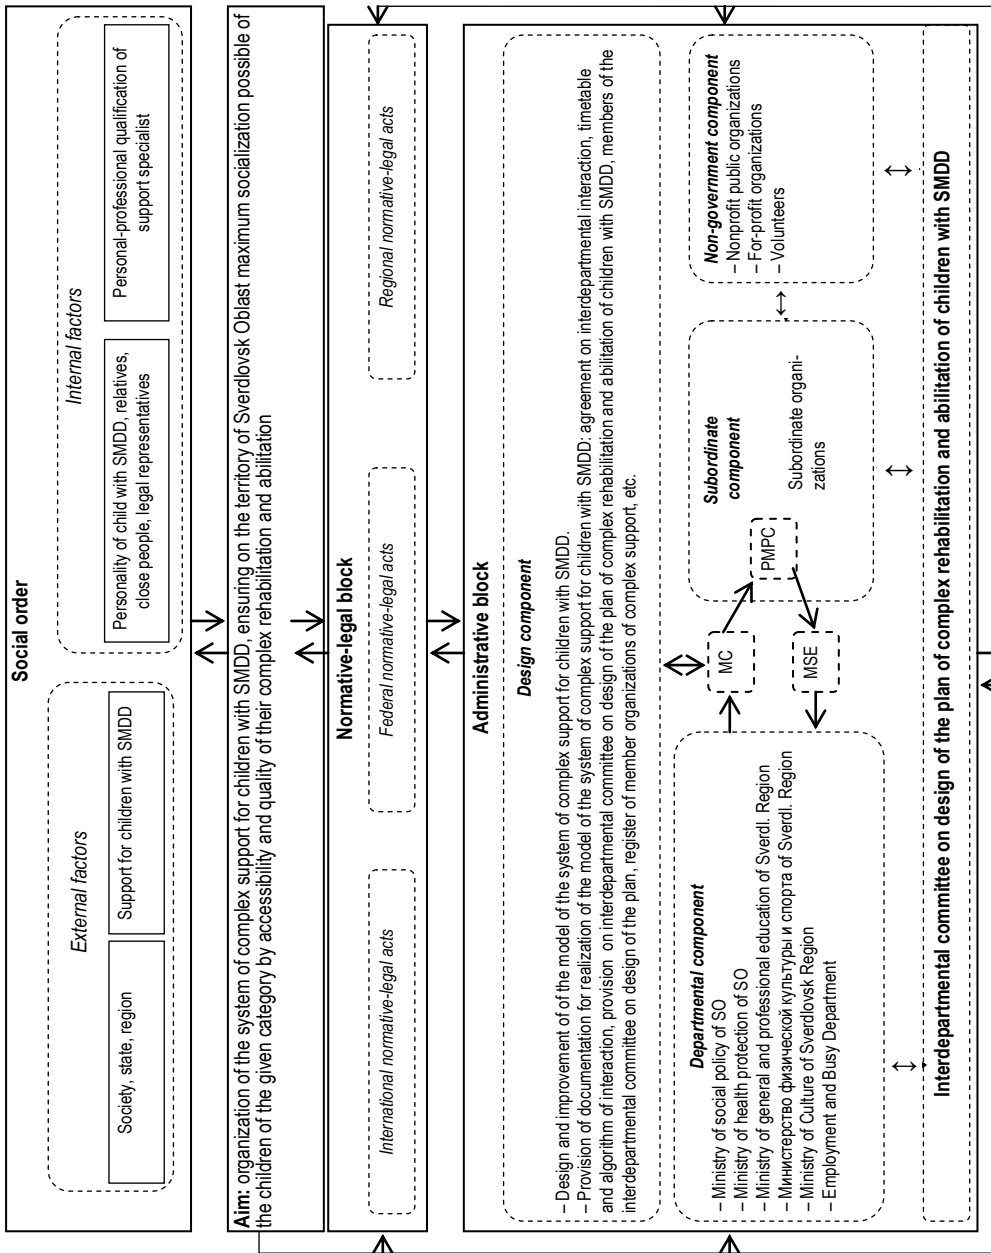 Social order
External factors
Society, state, region
Support for children with SMDD
Internal factors
Personality of child with SMDD, relatives,
close people, legal representatives
Personal-professional qualification of
support specialist
Aim: organization of the system of complex support for children with SMDD, ensuring on the territory of Sverdlovsk Oblast maximum socialization possible of
the children of the given category by accessibility and quality of their complex rehabilitation and abilitation
Normative-legal block
International normative-legal acts
Federal normative-legal acts
Regional normative-legal acts
Administrative block
Design component
– Design and improvement of of the model of the system of complex support for children with SMDD.
– Provision of documentation for realization of the model of the system of complex support for children with SMDD: agreement on interdepartmental interaction, timetable
and algorithm of interaction, provision on interdepartmental committee on design of the plan of complex rehabilitation and abilitation of children with SMDD, members of the
interdepartmental committee on design of the plan, register of member organizations of complex support, etc.
Departmental component
– Ministry of social policy of SO
– Ministry of health protection of SO
– Ministry of general and professional education of Sverdl. Region
– Министерство физической культуры и спорта of Sverdl. Region
– Ministry of Culture of Sverdlovsk Region
– Employment and Busy Department
MC
MSE
PMPC
Subordinate
component
Subordinate organi-
zations
Non-government component
– Nonprofit public organizations
– For-profit organizations
– Volunteers
Interdepartmental committee on design of the plan of complex rehabilitation and abilitation of children with SMDD